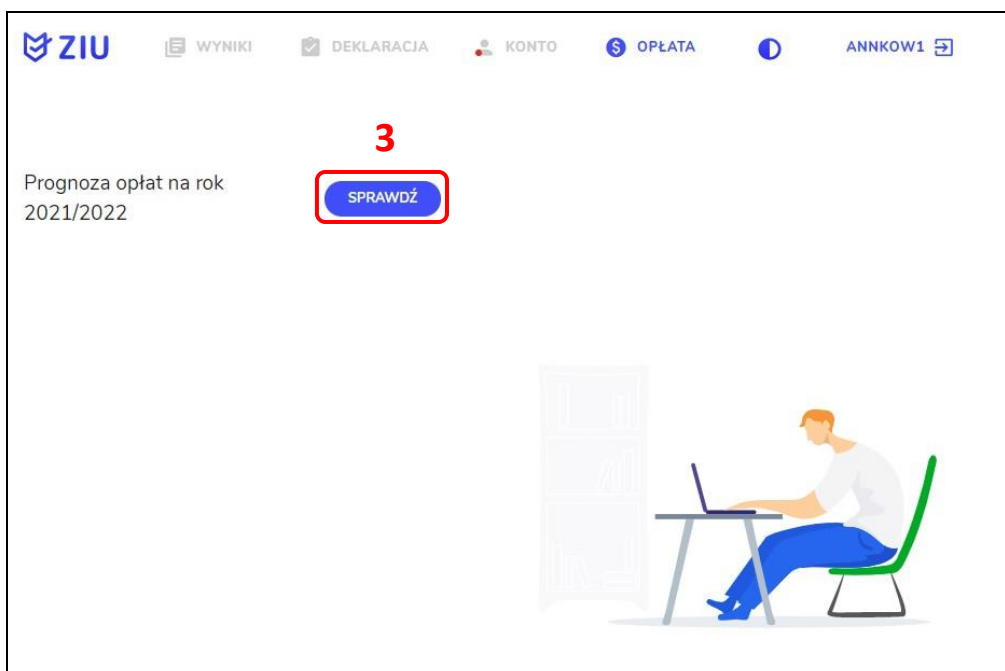 ZIU WYNIKI DEKLARACJA KONTO OPŁATA ANNKOW1
3
Prognoza opłat na rok
2021/2022
SPRAWDŹ